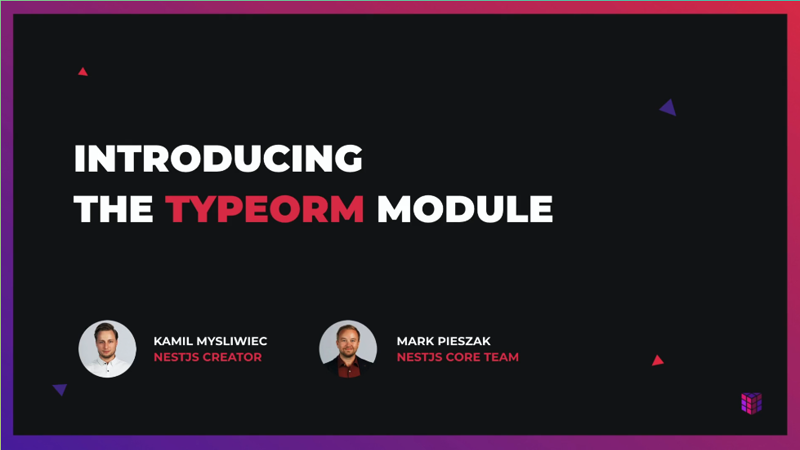 INTRODUCING
THE TYPEORM MODULE
KAMIL MYSLIWIEC
NESTJS CREATOR
MARK PIESZAK
NESTJS CORE TEAM